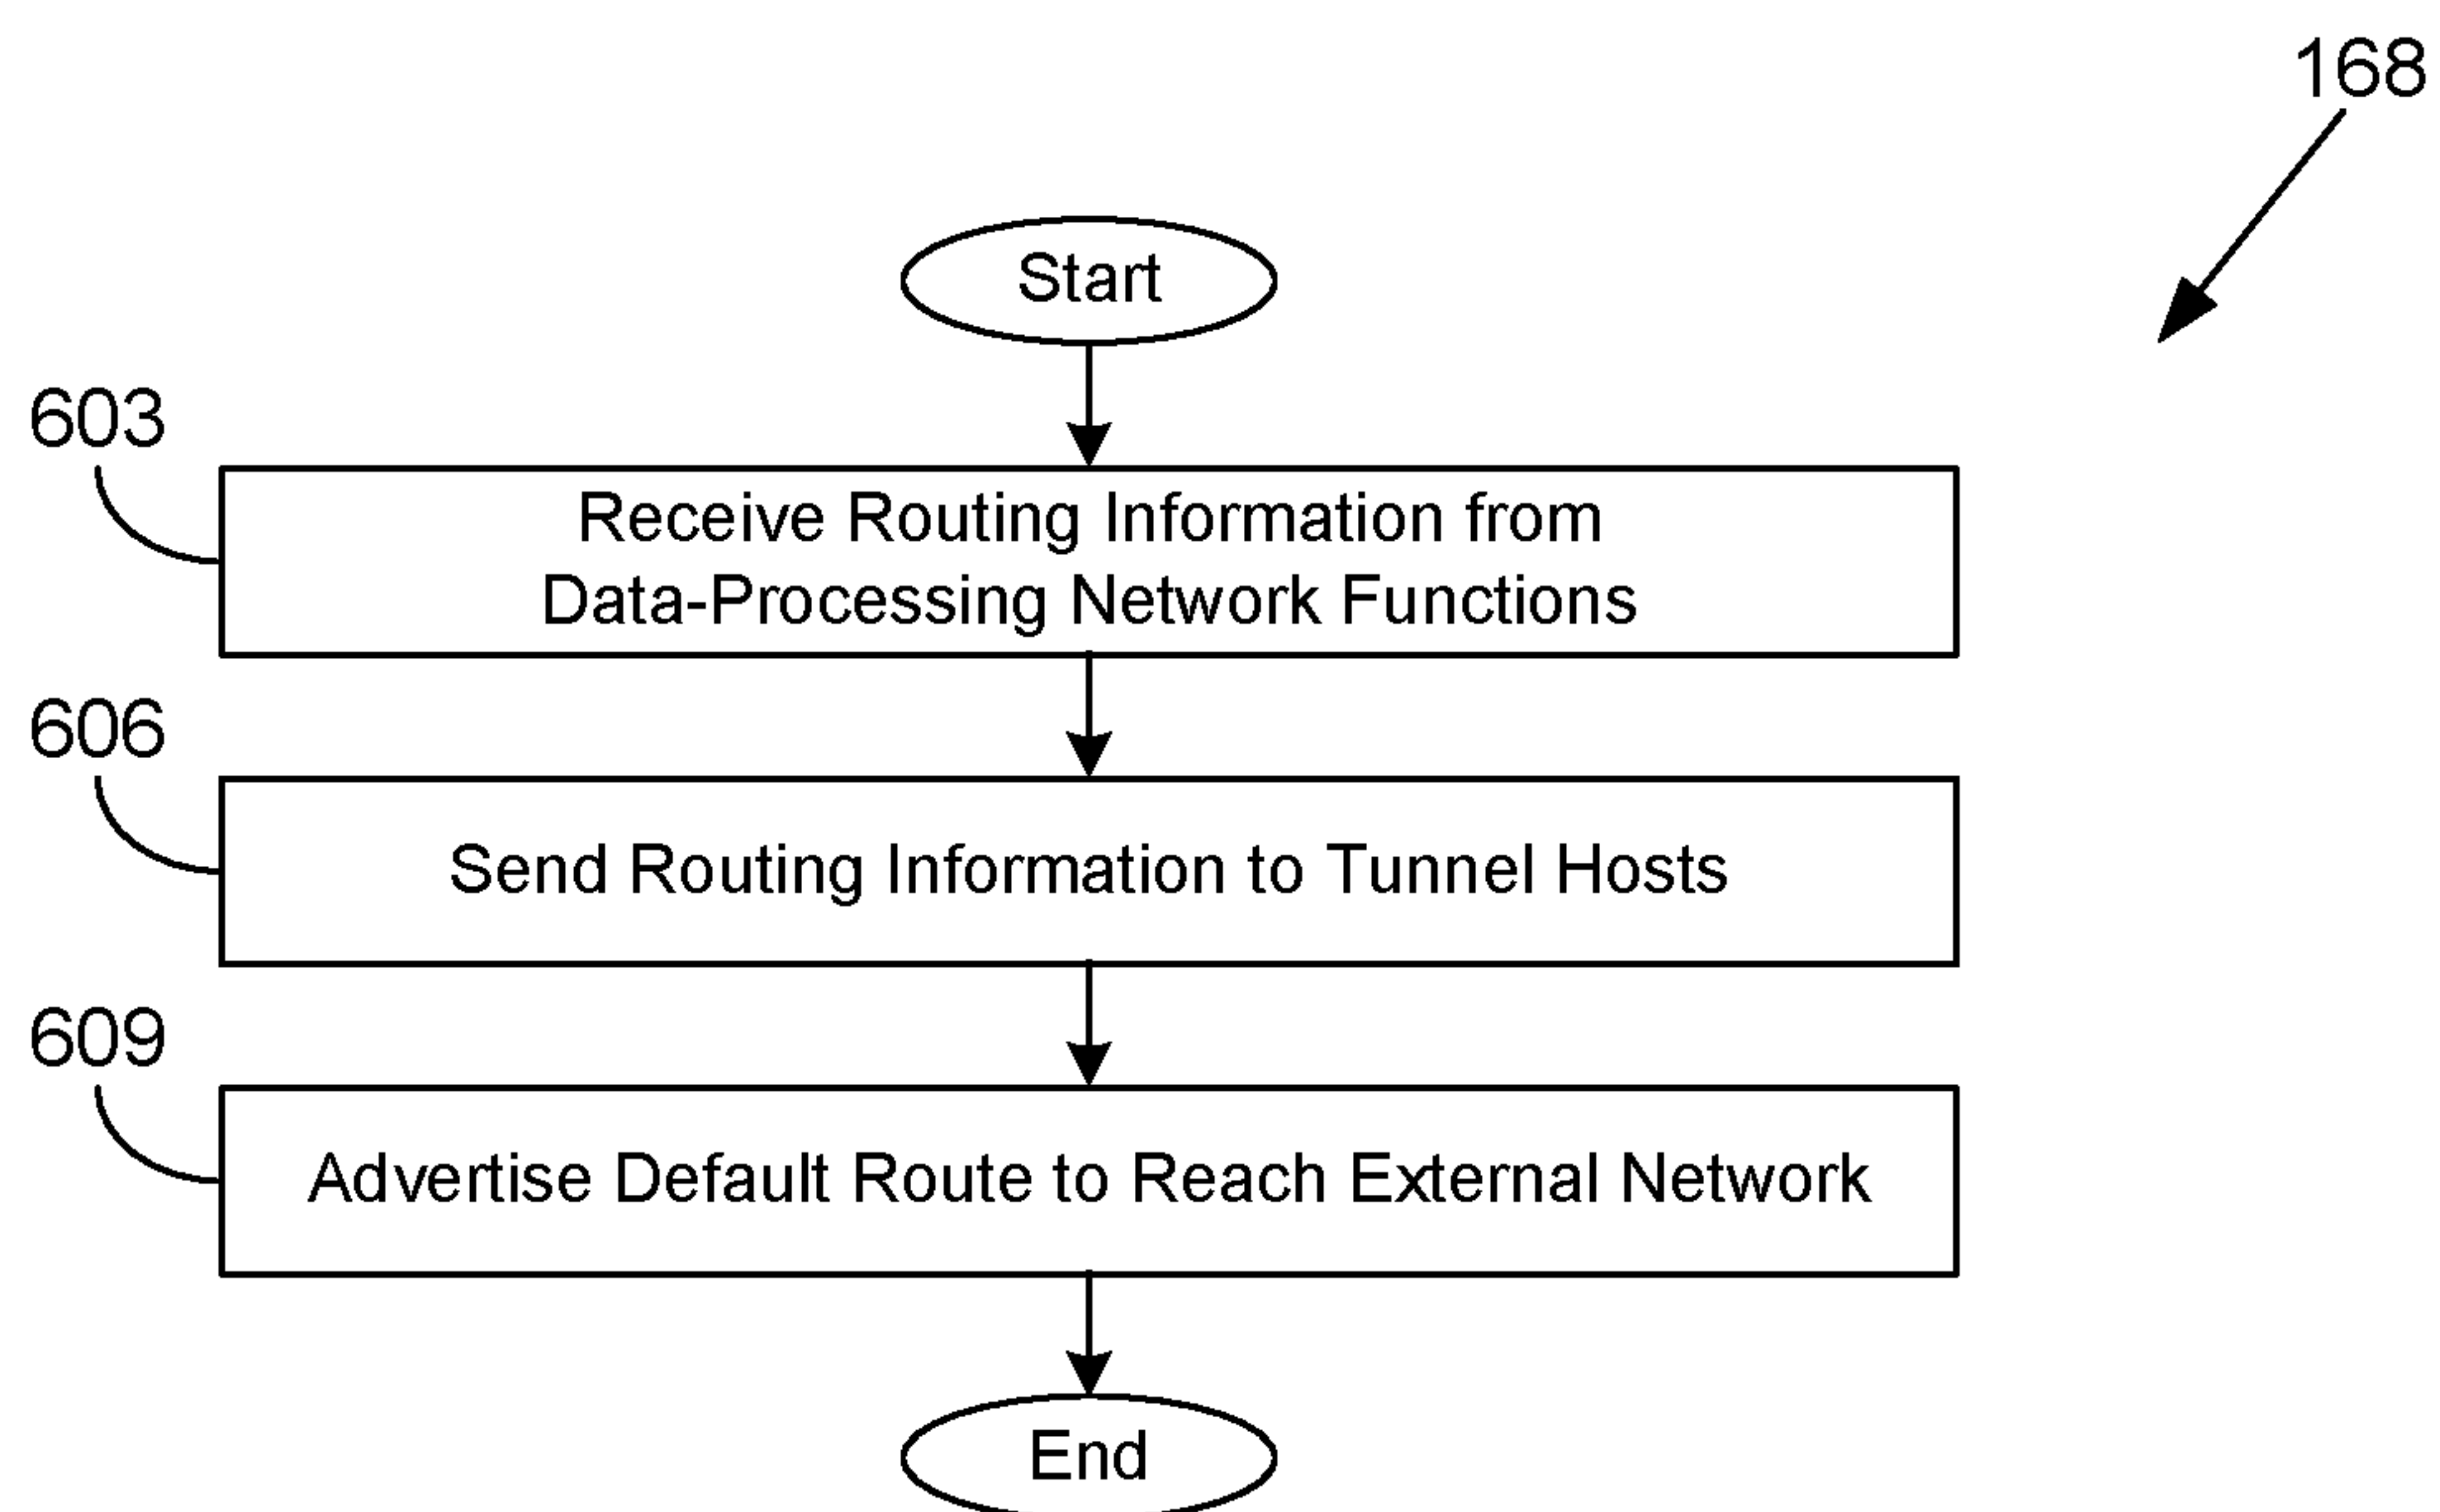 168
Start
603
Receive Routing Information from
Data-Processing Network Functions
606
Send Routing Information to Tunnel Hosts
609
Advertise Default Route to Reach External Network
End